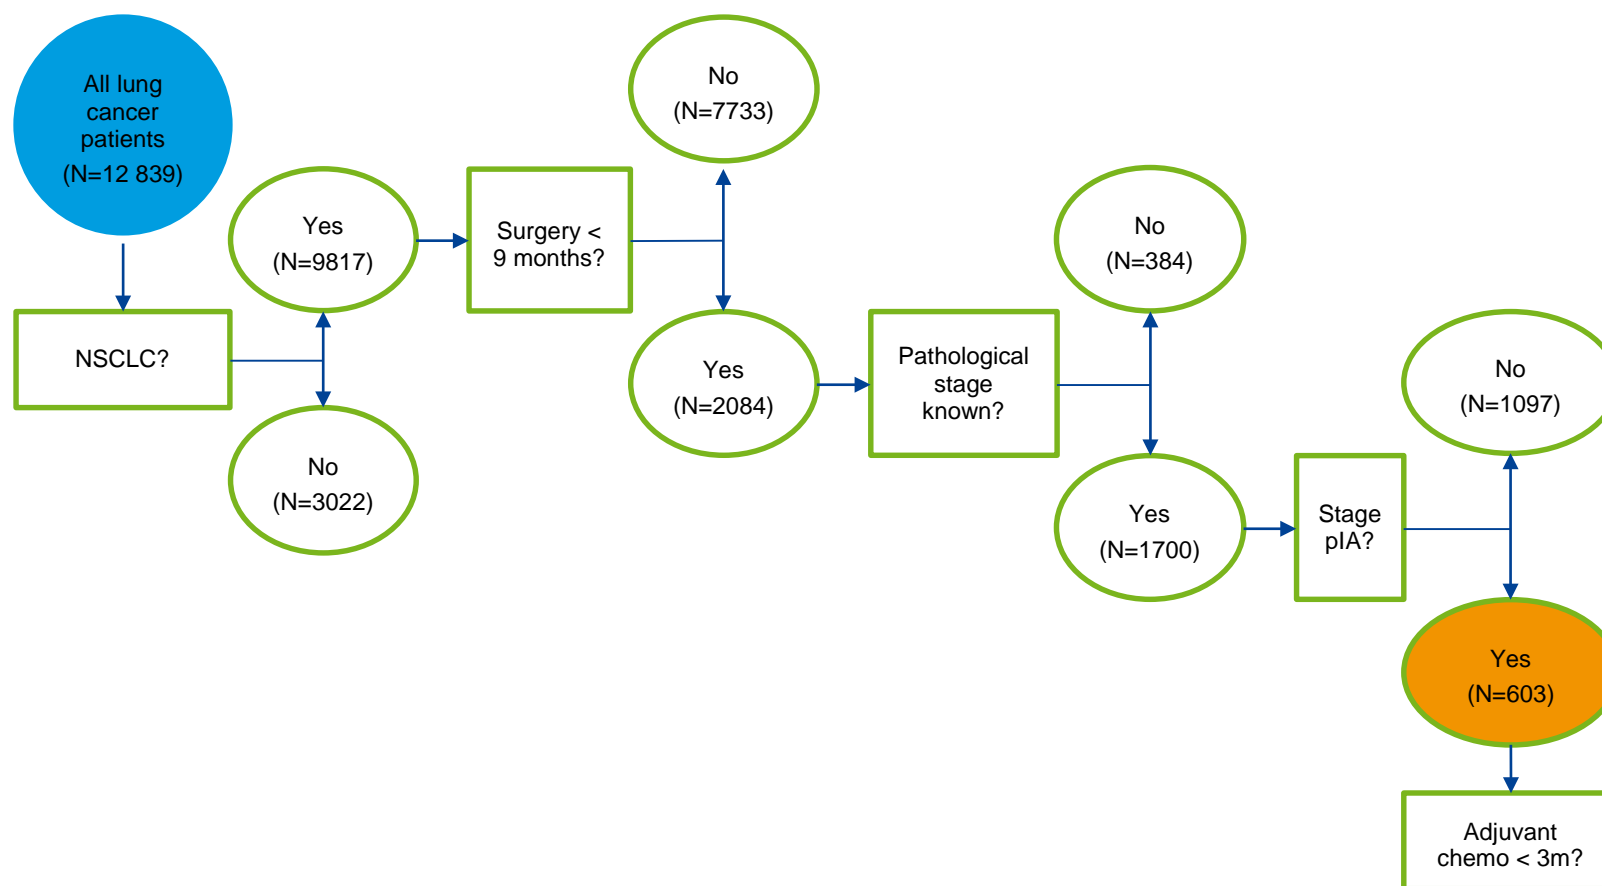 All lung
cancer
patients
(N=12 839)
NSCLC?
Yes
(N=9817)
No
(N=3022)
Surgery <
9 months?
No
(N=7733)
Yes
(N=2084)
Pathological
stage
known?
No
(N=384)
Yes
(N=1700)
Stage
pIA?
No
(N=1097)
Yes
(N=603)
Adjuvant
chemo < 3m?